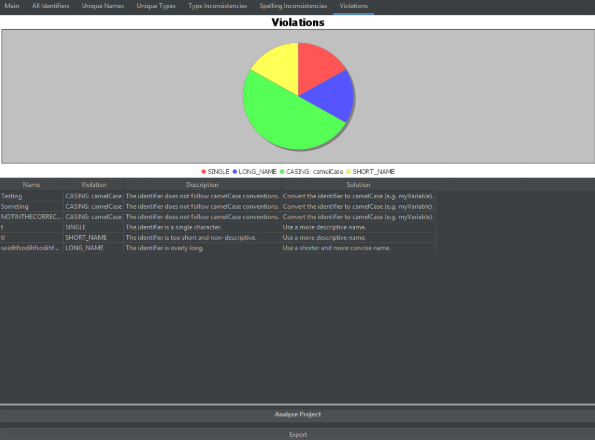 Main All Identifiers Unique Names Unique Types Type Inconsistencies Spelling Inconsistencies Violations
Violations
SINGLE LONG_NAME CASING: camelCase SHORT_NAME
Name Violation Description Solution
Testing CASING: camelCase The identifier does not follow camelCase conventions. Convert the identifier to camelCase (e.g. myVariable).
Someting CASING: camelCase The identifier does not follow camelCase conventions. Convert the identifier to camelCase (e.g. myVariable).
NOTINTHECORREC... CASING: camelCase The identifier does not follow camelCase conventions. Convert the identifier to camelCase (e.g. myVariable).
t SINGLE The identifier is a single character. Use a more descriptive name.
SHORT_NAME The identifier is too short and non-descriptive. Use a more descriptive name.
LONG_NAME The identifier is overly long. Use a shorter and more concise name.
Analyze Project
Export